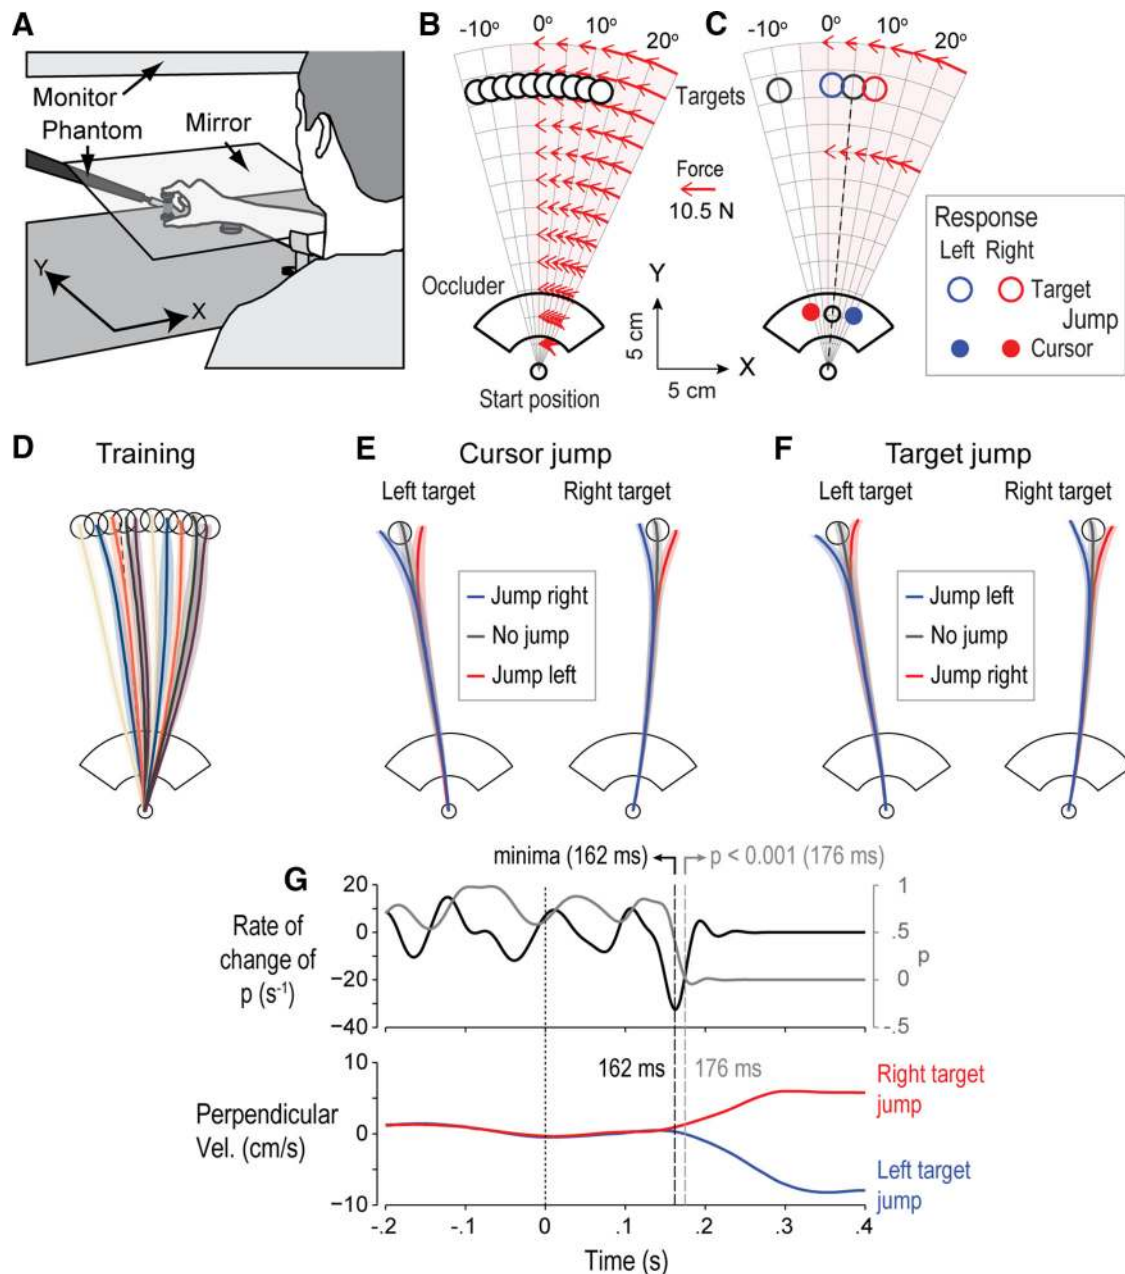 A
Monitor
Phantom
Mirror
Y
X
B
-10° 0° 10° 20°
Targets
Force
10.5 N
Occluder
Y
5 cm
X
5 cm
Start position
C
-10° 0° 10° 20°
Response
Left Right
Target
Jump
Cursor
D
Training
E
Cursor jump
Left target
Right target
Jump right
No jump
Jump left
F
Target jump
Left target
Right target
Jump left
No jump
Jump right
G
minima (162 ms)
p < 0.001 (176 ms)
Rate of
change of
p (s⁻¹)
20
0
−20
−40
1
.5
0
-.5
p
162 ms
176 ms
Perpendicular
Vel. (cm/s)
10
0
−10
Right target
jump
Left target
jump
-.2 -.1 0 .1 .2 .3 .4
Time (s)